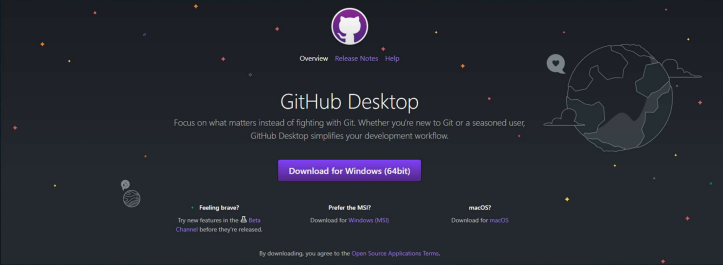 Overview Release Notes Help
GitHub Desktop
Focus on what matters instead of fighting with Git. Whether you're new to Git or a seasoned user,
GitHub Desktop simplifies your development workflow.
Download for Windows (64bit)
Feeling brave?
Try new features in the Beta
Channel before they're released.
Prefer the MSI?
Download for Windows (MSI)
macOS?
Download for macOS
By downloading, you agree to the Open Source Applications Terms.